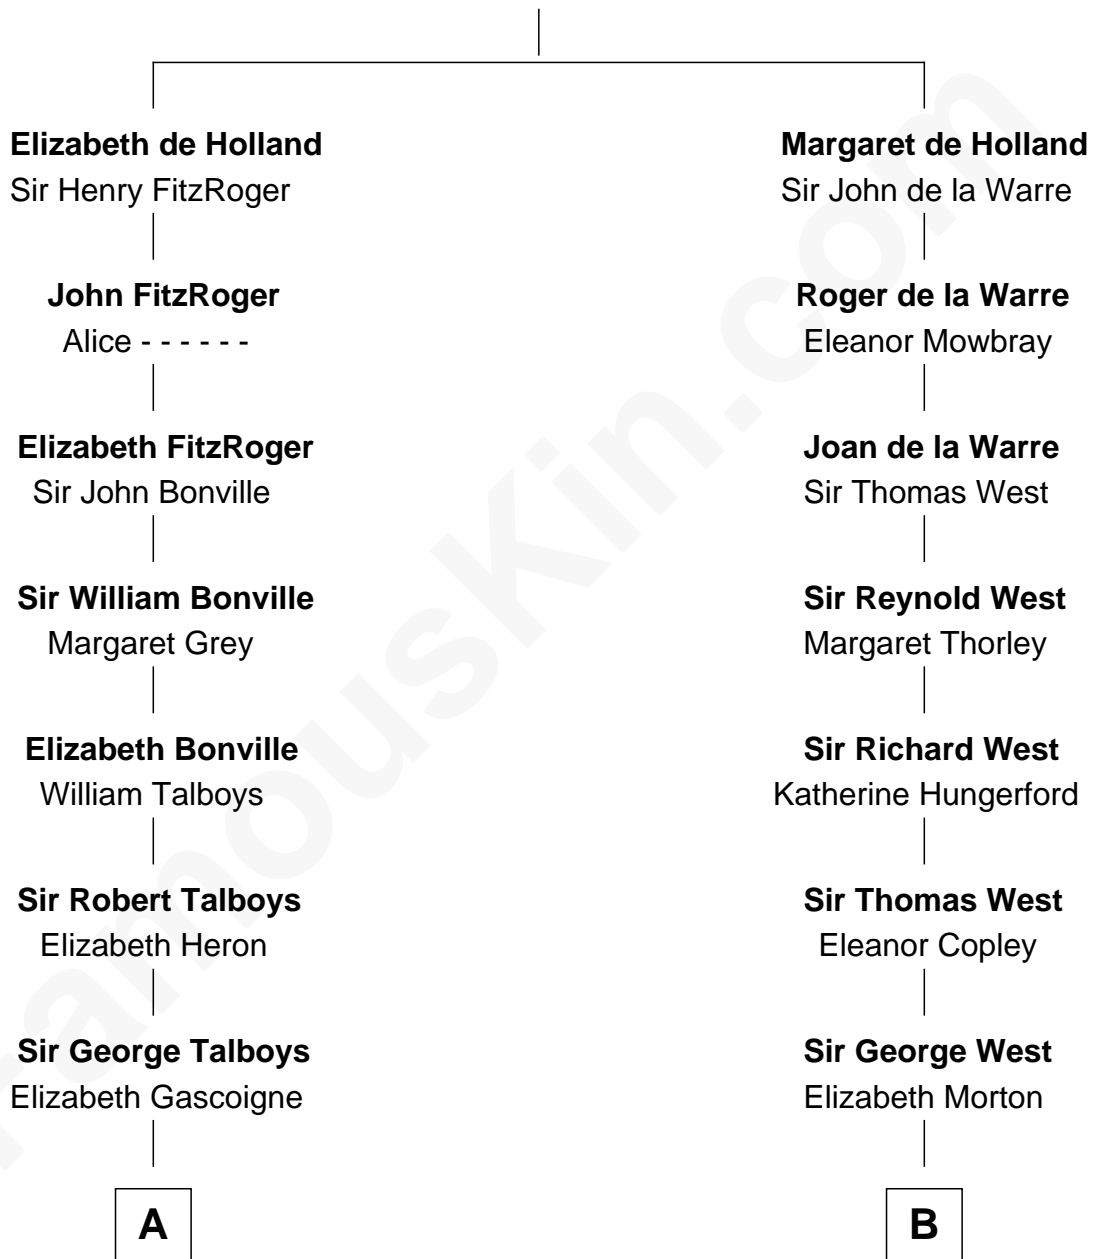 Elizabeth de Holland
Sir Henry FitzRoger
John FitzRoger
Alice - - - - - -
Elizabeth FitzRoger
Sir John Bonville
Sir William Bonville
Margaret Grey
Elizabeth Bonville
William Talboys
Sir Robert Talboys
Elizabeth Heron
Sir George Talboys
Elizabeth Gascoigne
A
Margaret de Holland
Sir John de la Warre
Roger de la Warre
Eleanor Mowbray
Joan de la Warre
Sir Thomas West
Sir Reynold West
Margaret Thorley
Sir Richard West
Katherine Hungerford
Sir Thomas West
Eleanor Copley
Sir George West
Elizabeth Morton
B
FamousKin.com